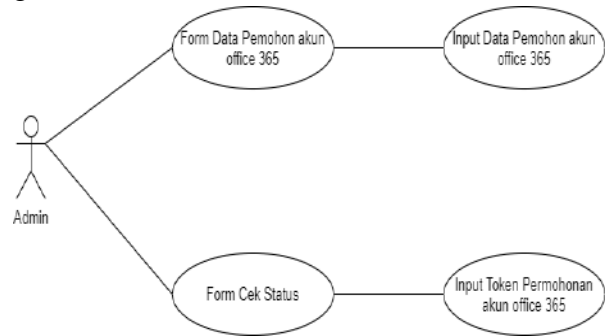 Form Data Pemohon akun
office 365
Input Data Pemohon akun
office 365
Admin
Form Cek Status
Input Token Permohonan
akun office 365